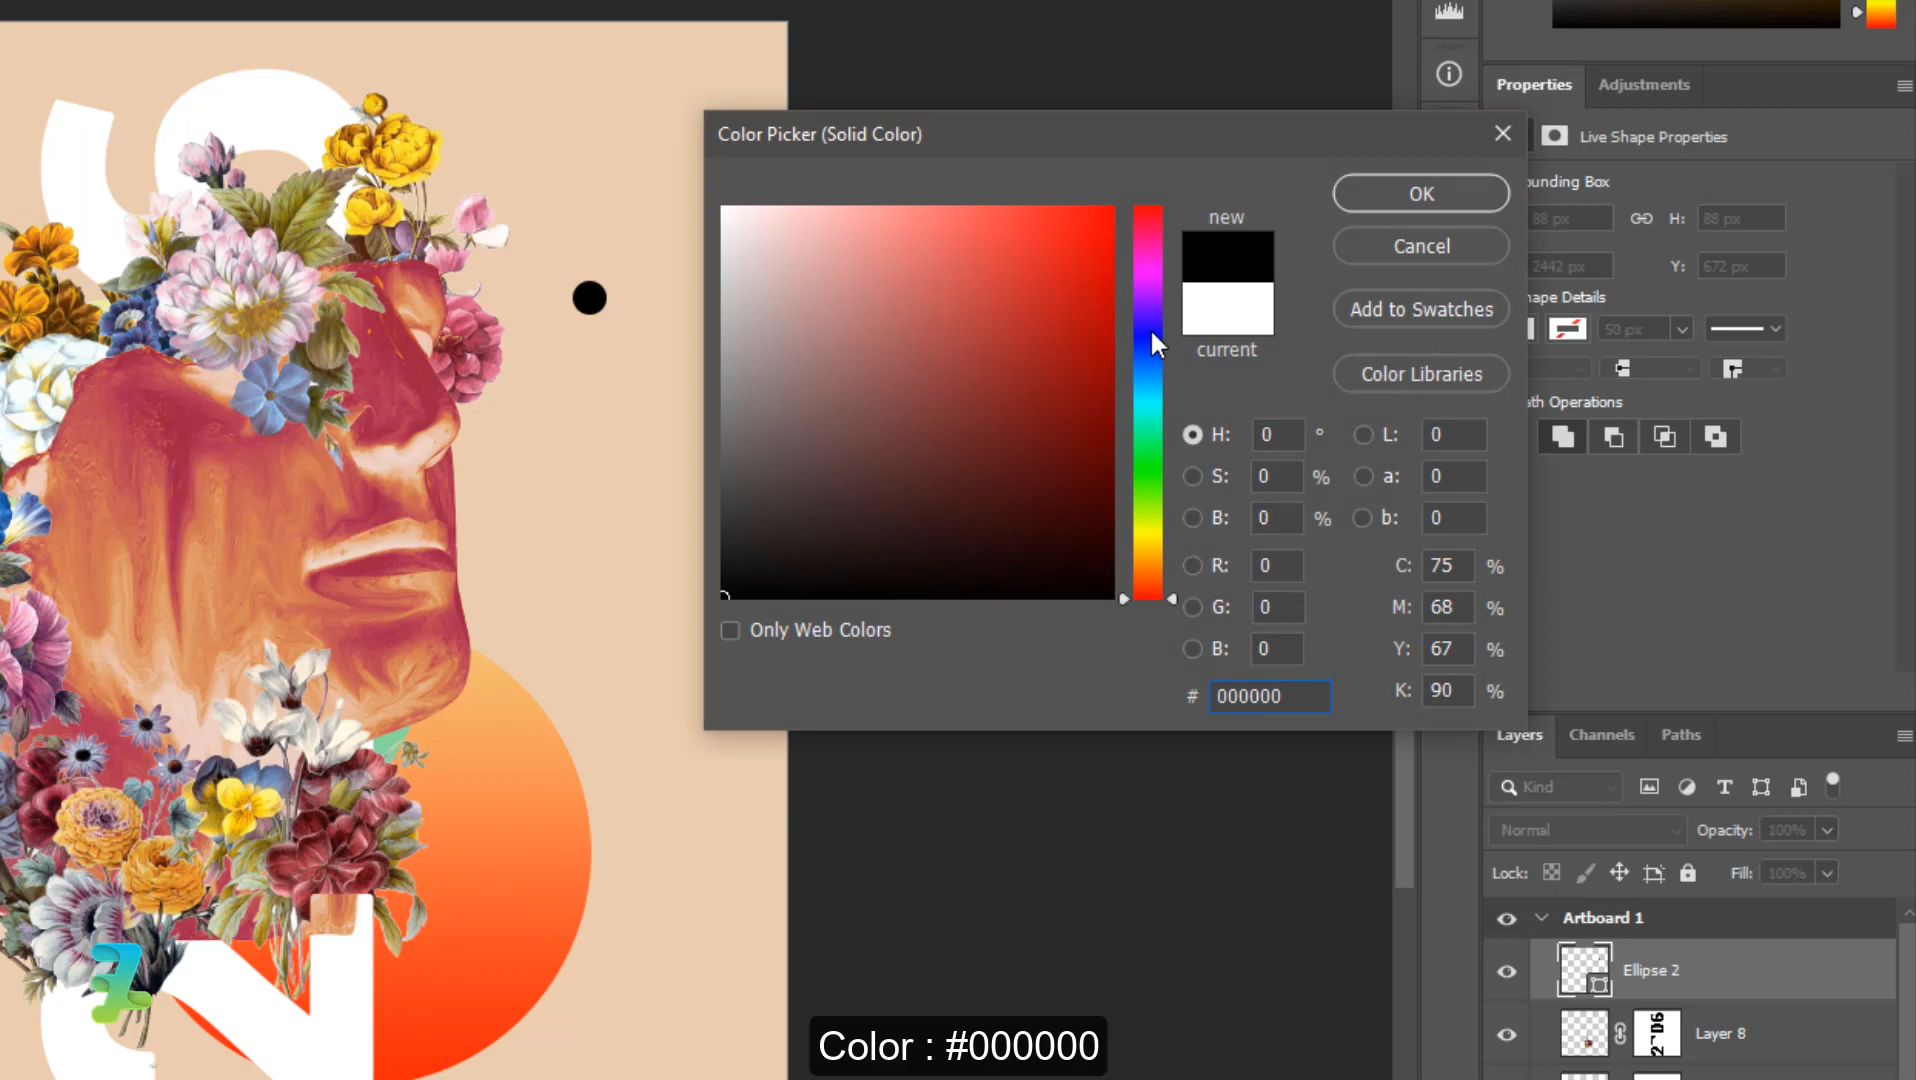 Properties
Adjustments
Color Picker (Solid Color)
Live Shape Properties
ounding Box
OK
new
88 px
H:
88 px
Cancel
2442 px
Y:
672 px
Add to Swatches
hape Details
50 px
current
Color Libraries
ath Operations
H: 0 °
L: 0
S: 0 %
a: 0
B: 0 %
b: 0
R: 0
C: 75 %
G: 0
M: 68 %
Only Web Colors
B: 0
Y: 67 %
# 000000
K: 90 %
Layers
Channels
Paths
Kind
Normal
Opacity: 100%
Lock:
Fill: 100%
Artboard 1
Ellipse 2
Layer 8
Color : #000000